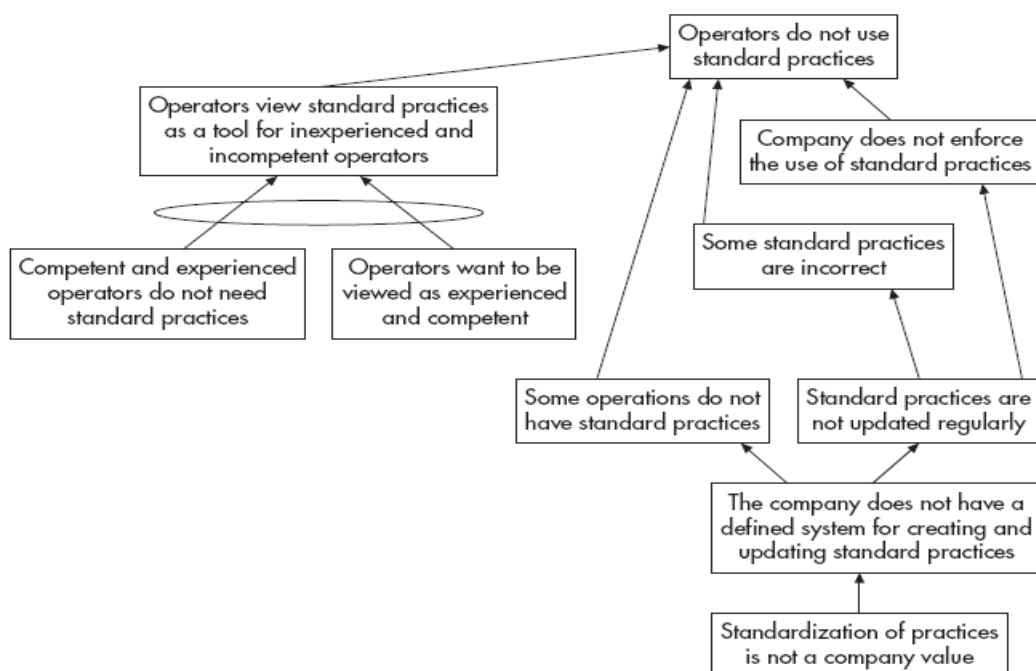 Operators do not use
standard practices
Operators view standard practices
as a tool for inexperienced and
incompetent operators
Company does not enforce
the use of standard practices
Some standard practices
are incorrect
Competent and experienced
operators do not need
standard practices
Operators want to be
viewed as experienced
and competent
Some operations do not
have standard practices
Standard practices are
not updated regularly
The company does not have a
defined system for creating and
updating standard practices
Standardization of practices
is not a company value